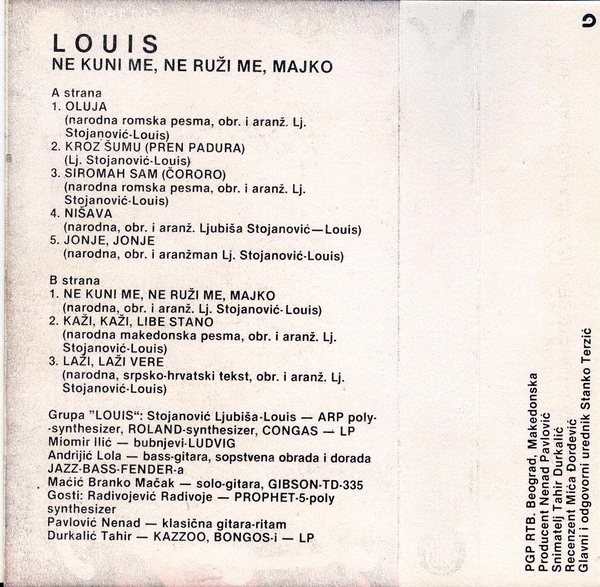 LOUIS
NE KUNI ME, NE RUŽI ME, MAJKO
A strana
1. OLUJA
(narodna romska pesma, obr. i aranž. Lj.
Stojanović-Louis)
2. KROZ ŠUMU (PREN PADURA)
(Lj. Stojanović-Louis)
3. SIROMAH SAM (ČORORO)
(narodna romska pesma, obr. i aranž. Lj.
Stojanović-Louis)
4. NIŠAVA
(narodna, obr. i aranž. Ljubiša Stojanović—Louis)
5. JONJE, JONJE
(narodna, obr. i aranžman Lj. Stojanović-Louis)
B strana
1. NE KUNI ME, NE RUŽI ME, MAJKO
(narodna, obr. i aranž. Lj. Stojanović-Louis)
2. KAŽI, KAŽI, LIBE STANO
(narodna makedonska pesma, obr. i aranž. Lj.
Stojanović-Louis)
3. LAŽI, LAŽI VERE
(narodna, srpsko-hrvatski tekst, obr. i aranž. Lj.
Stojanović-Louis)
Grupa "LOUIS“: Stojanović Ljubiša-Louis — ARP poly-
-synthesizer, ROLAND-synthesizer, CONGAS — LP
Miomir Ilić — bubnjevi-LUDVIG
Andrijić Lola — bass-gitara, sopstvena obrada i dorada
JAZZ-BASS-FENDER-a
Maćić Branko Mačak — solo-gitara, GIBSON-TD-335
Gosti: Radivojević Radivoje — PROPHET-5-poly
synthesizer
Pavlović Nenad — klasična gitara-ritam
Durkalić Tahir — KAZZOO, BONGOS-i — LP
PGP RTB. Beograd, Makedonska
Producent Nenad Pavlović
Snimatelj Tahir Durkalić
Recenzent Mića Đorđević
Glavni i odgovorni urednik Stanko Terzić